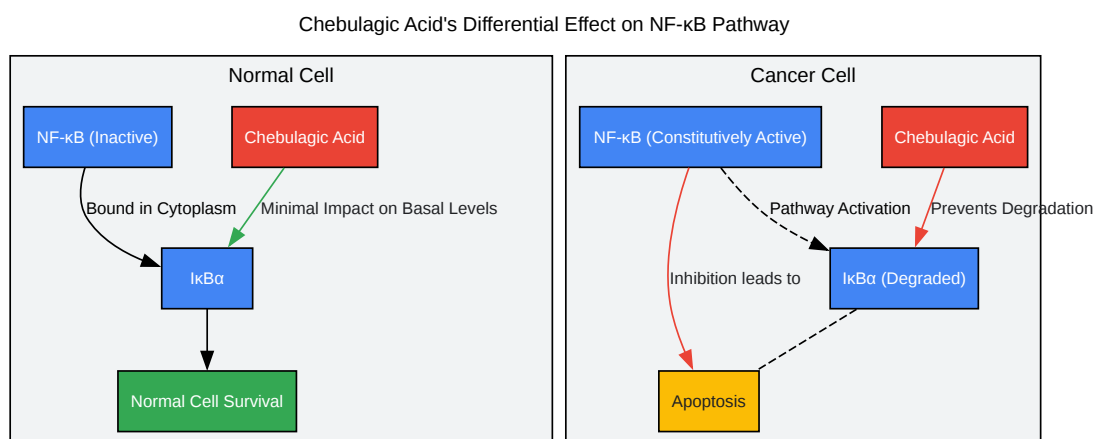 Chebulagic Acid's Differential Effect on NF-κB Pathway
Normal Cell
NF-κB (Inactive)
Chebulagic Acid
Bound in Cytoplasm
Minimal Impact on Basal Levels
IκBα
Normal Cell Survival
Cancer Cell
NF-κB (Constitutively Active)
Chebulagic Acid
Pathway Activation
Prevents Degradation
Inhibition leads to
IκBα (Degraded)
Apoptosis